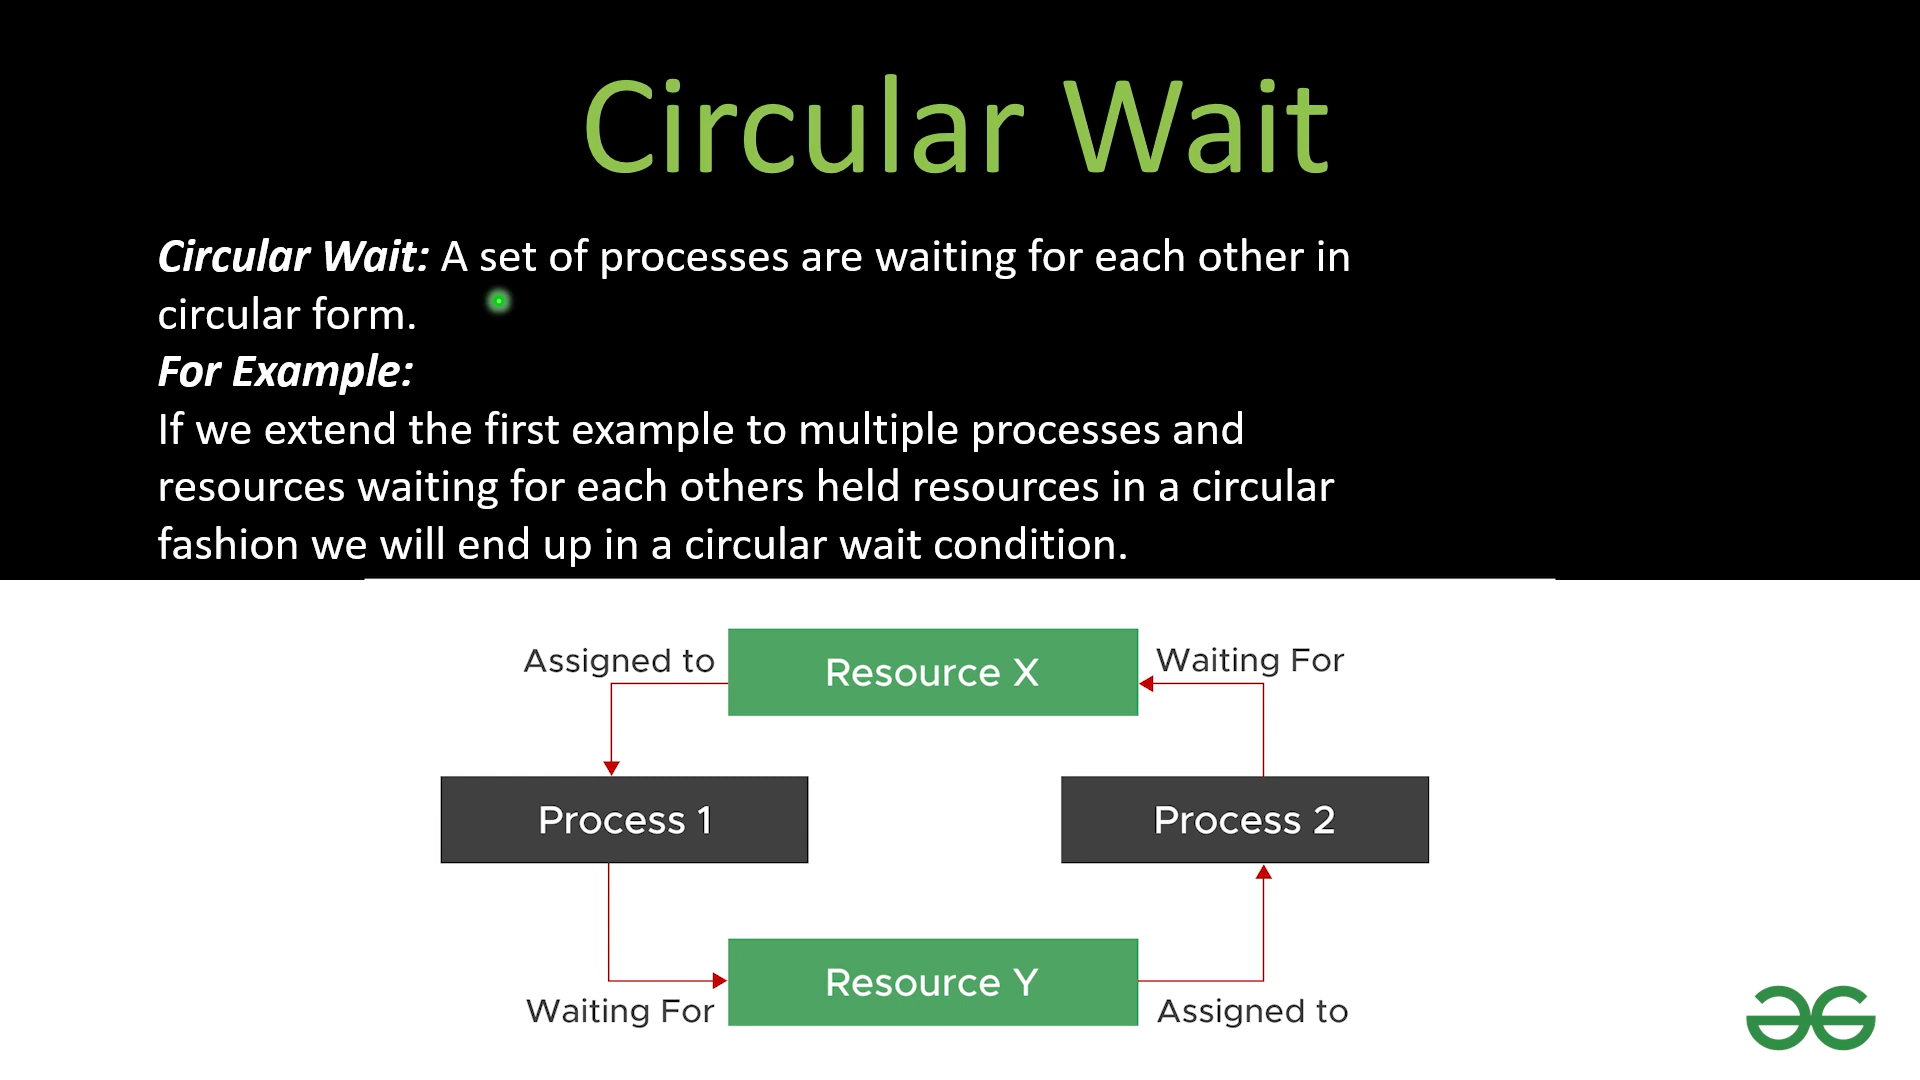 Circular Wait
Circular Wait: A set of processes are waiting for each other in
circular form.
For Example:
If we extend the first example to multiple processes and
resources waiting for each others held resources in a circular
fashion we will end up in a circular wait condition.
Assigned to
Resource X
Waiting For
Process 1
Process 2
Waiting For
Resource Y
Assigned to